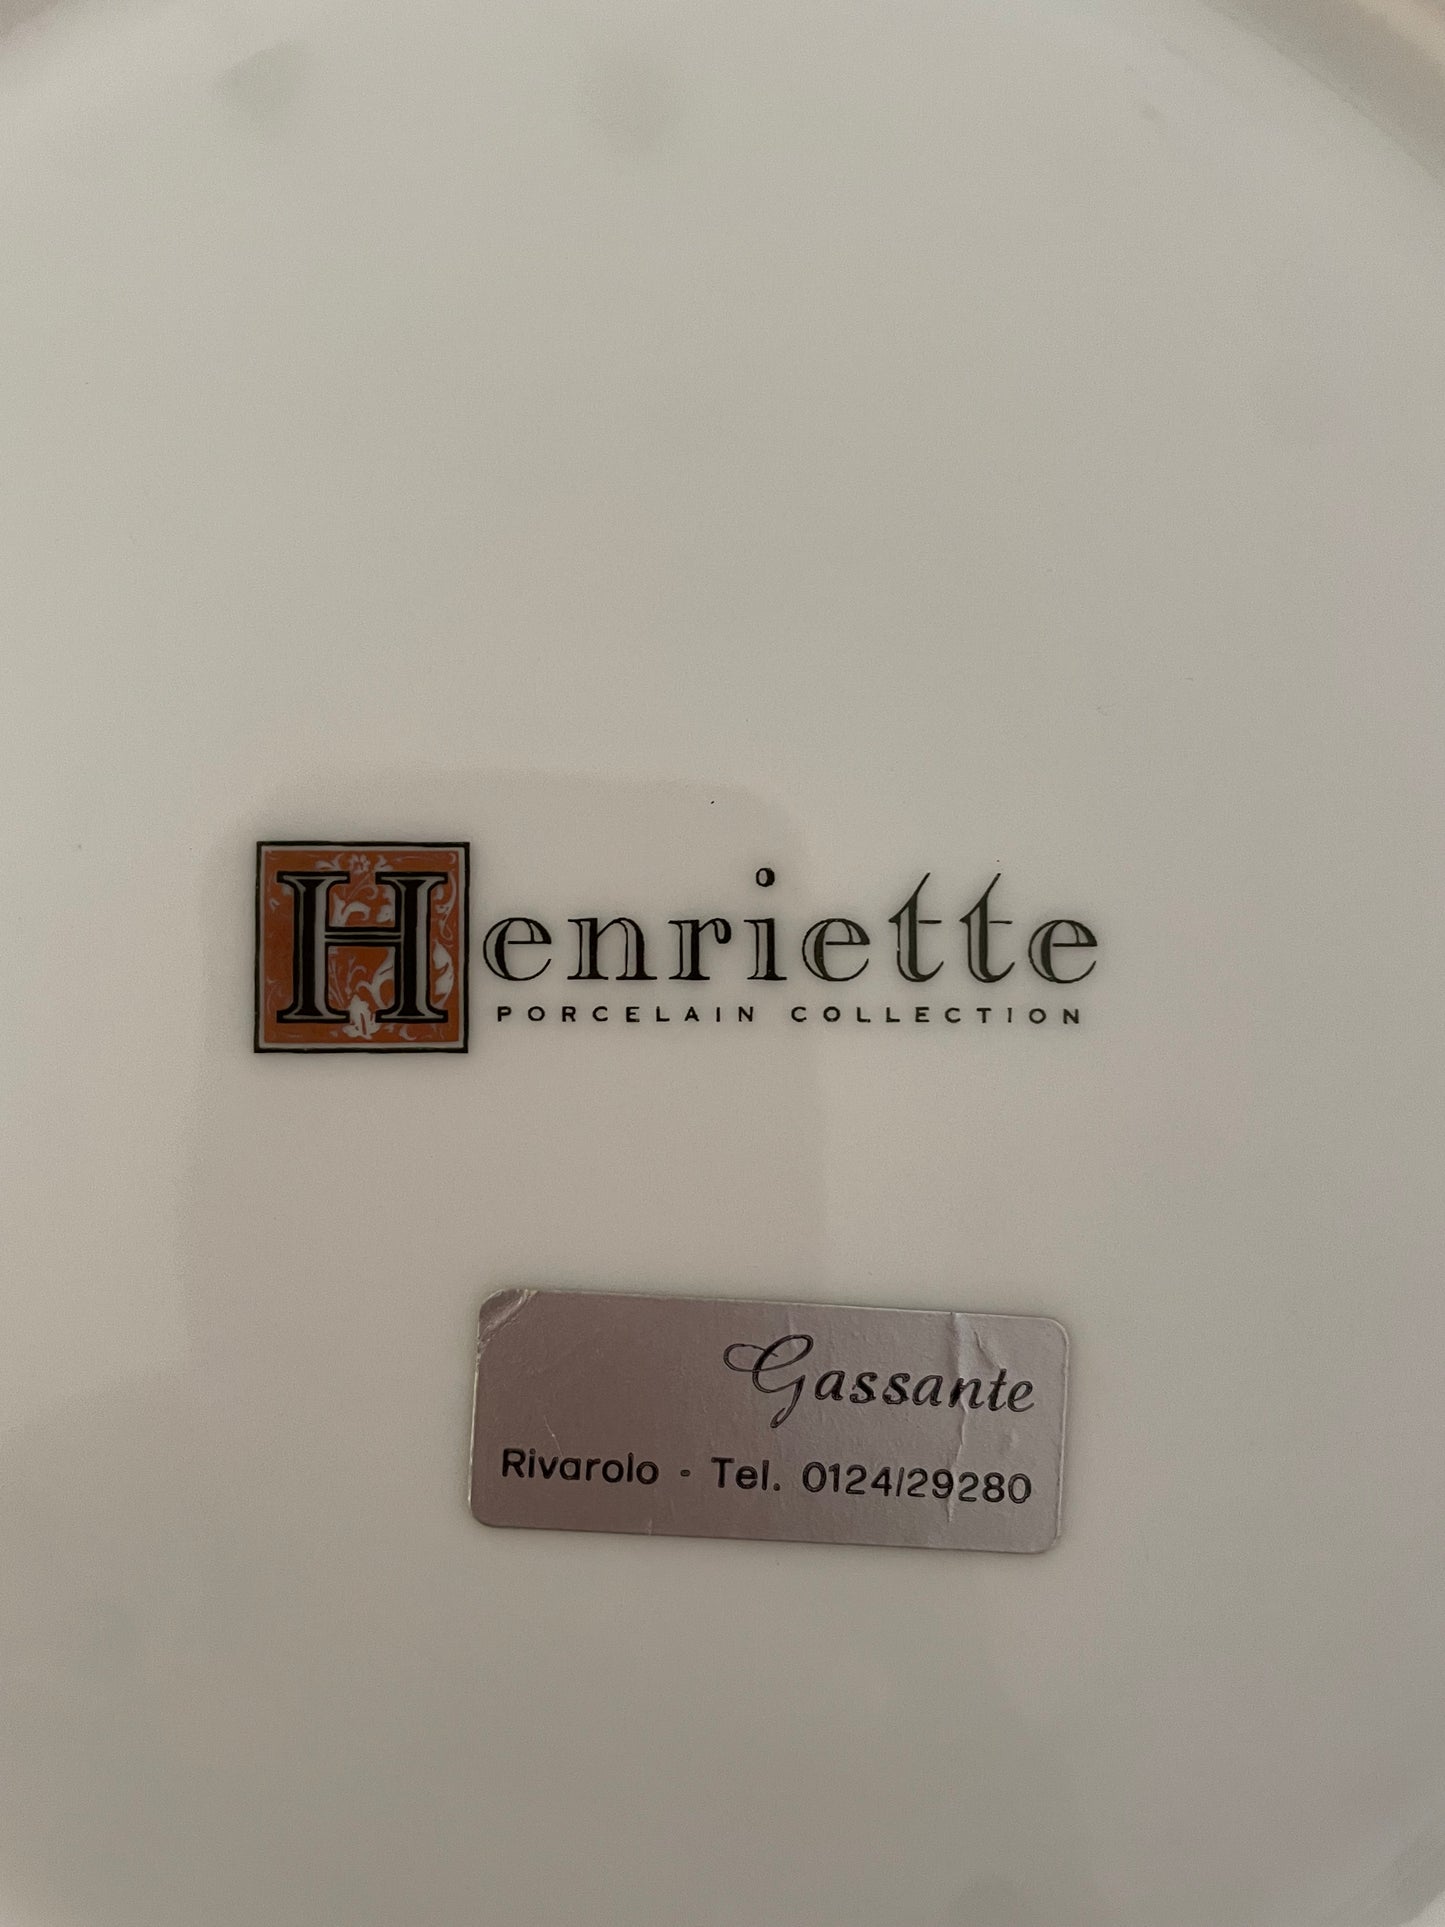 Henriette
PORCELAIN COLLECTION
Gassante
Rivarolo - Tel. 0124/29280